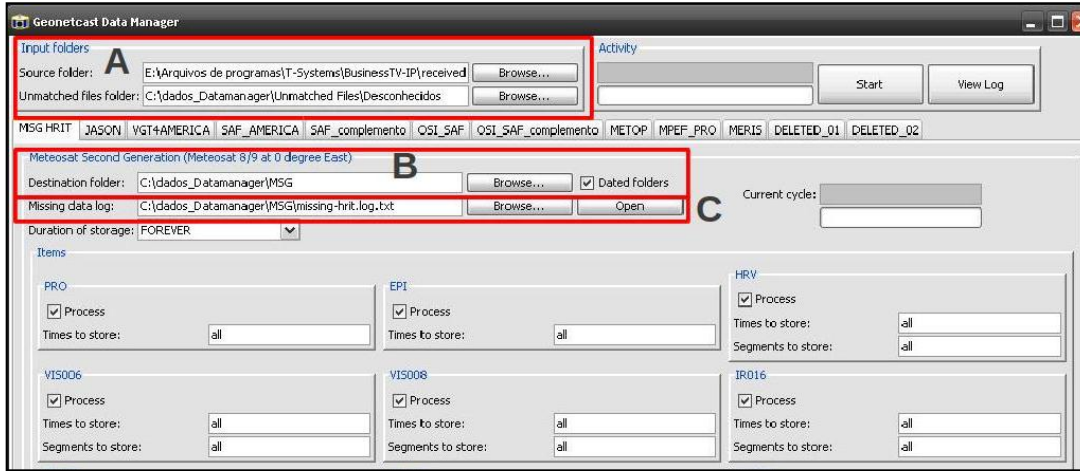 Geonetcast Data Manager
Input folders
A
Source folder: E:\Arquivos de programas\T-Systems\BusinessTV-IP\received Browse...
Unmatched files folder: C:\dados_Datamanager\Unmatched Files\Desconhecidos Browse...
Activity
Start View Log
MSG HRIT JASON VGT4AMERICA SAF_AMERICA SAF_complemento OSI_SAF OSI_SAF_complemento METOP MPEF_PRO MERIS DELETED_01 DELETED_02
Meteosat Second Generation (Meteosat 8/9 at 0 degree East)
B
Destination folder: C:\dados_Datamanager\MSG Browse... Dated folders
Missing data log: C:\dados_Datamanager\MSG\missing-hrit.log.txt Browse... Open
C
Current cycle:
Duration of storage: FOREVER
Items
PRO
Process
Times to store: all
EPI
Process
Times to store: all
HRV
Process
Times to store: all
Segments to store: all
VIS006
Process
Times to store: all
Segments to store: all
VIS008
Process
Times to store: all
Segments to store: all
IR016
Process
Times to store: all
Segments to store: all